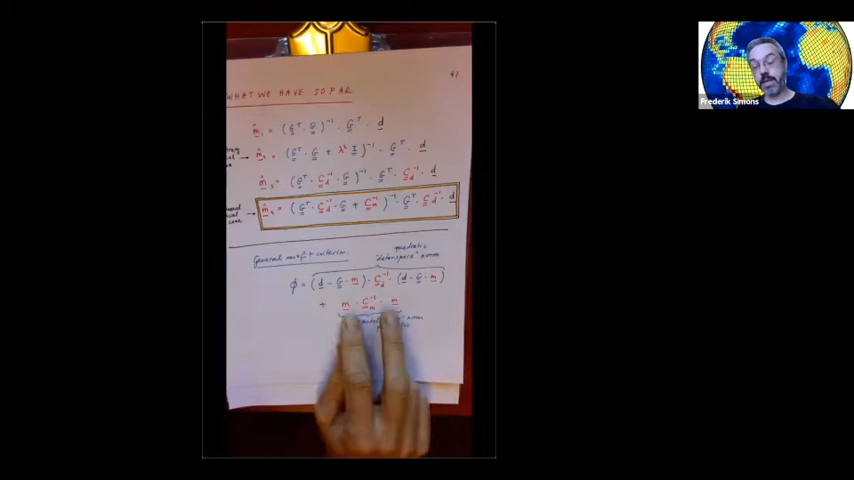 41
WHAT WE HAVE SO FAR
m̂₁ = (Gᵀ · G)⁻¹ · Gᵀ · d
m̂₂ = (Gᵀ · G + λ² I)⁻¹ · Gᵀ · d
m̂₃ = (Gᵀ · C_d⁻¹ · G)⁻¹ · Gᵀ · C_d⁻¹ · d
m̂₄ = (Gᵀ · C_d⁻¹ · G + C_m⁻¹)⁻¹ · Gᵀ · C_d⁻¹ · d
General misfit criterion:
quadratic
"data-space" norm
ϕ = (d - G · m) · C_d⁻¹ · (d - G · m)
+ m · C_m⁻¹ · m
norm
Frederik Simons